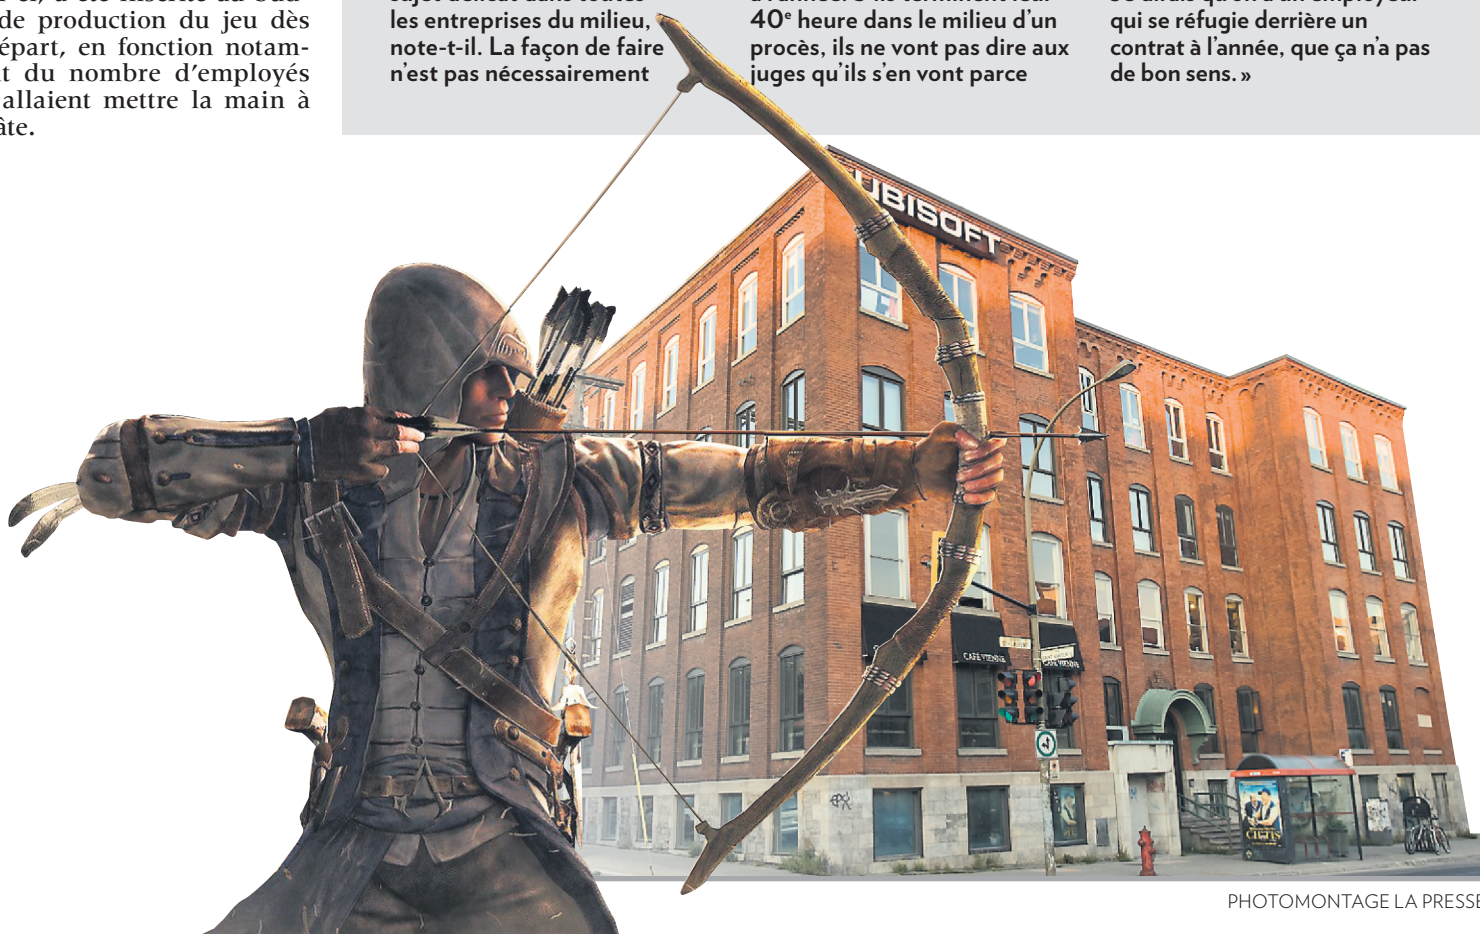 de production du jeu dès
épart, en fonction notam-
t du nombre d'employés
allaient mettre la main à
âte.
les entreprises du milieu,
note-t-il. La façon de faire
n'est pas nécessairement
40e heure dans le milieu d'un
procès, ils ne vont pas dire aux
juges qu'ils s'en vont parce
qui se réfugie derrière un
contrat à l'année, que ça n'a pas
de bon sens. »
UBISOFT
CAFÉ VIENNE
CAFÉ VIENNE
PHOTOMONTAGE LA PRESSE